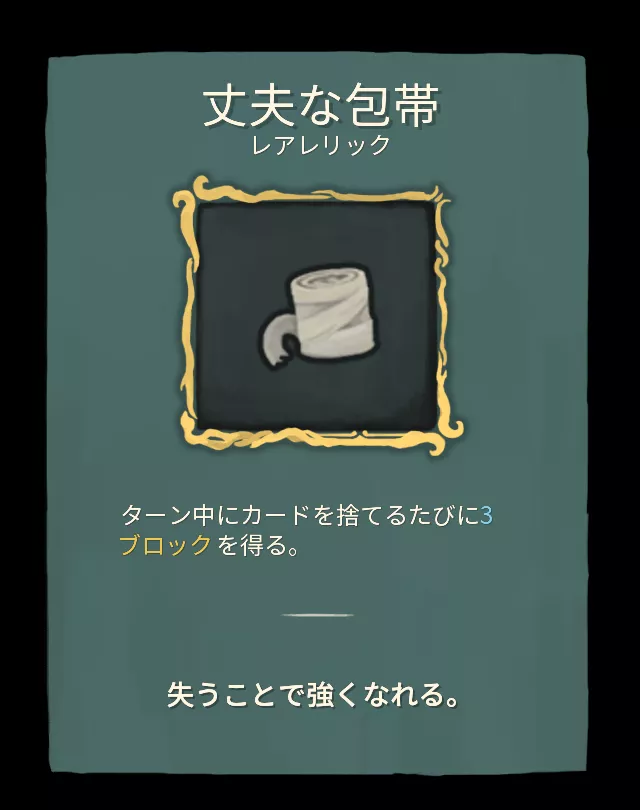 丈夫な包帯
レアレリック
ターン中にカードを捨てるたびに3
ブロックを得る。
失うことで強くなれる。